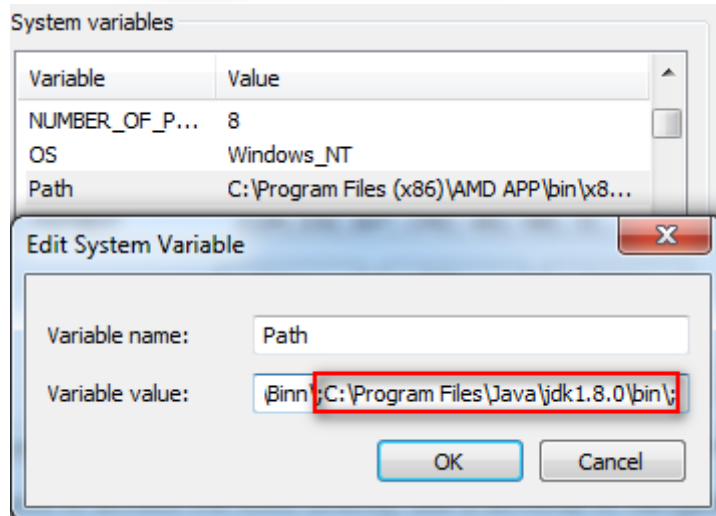 System variables
Variable Value
NUMBER_OF_P... 8
OS Windows_NT
Path C:\Program Files (x86)\AMD APP\bin\x8...
Edit System Variable
Variable name: Path
Variable value: \Binn\;C:\Program Files\Java\jdk1.8.0\bin\;
OK Cancel